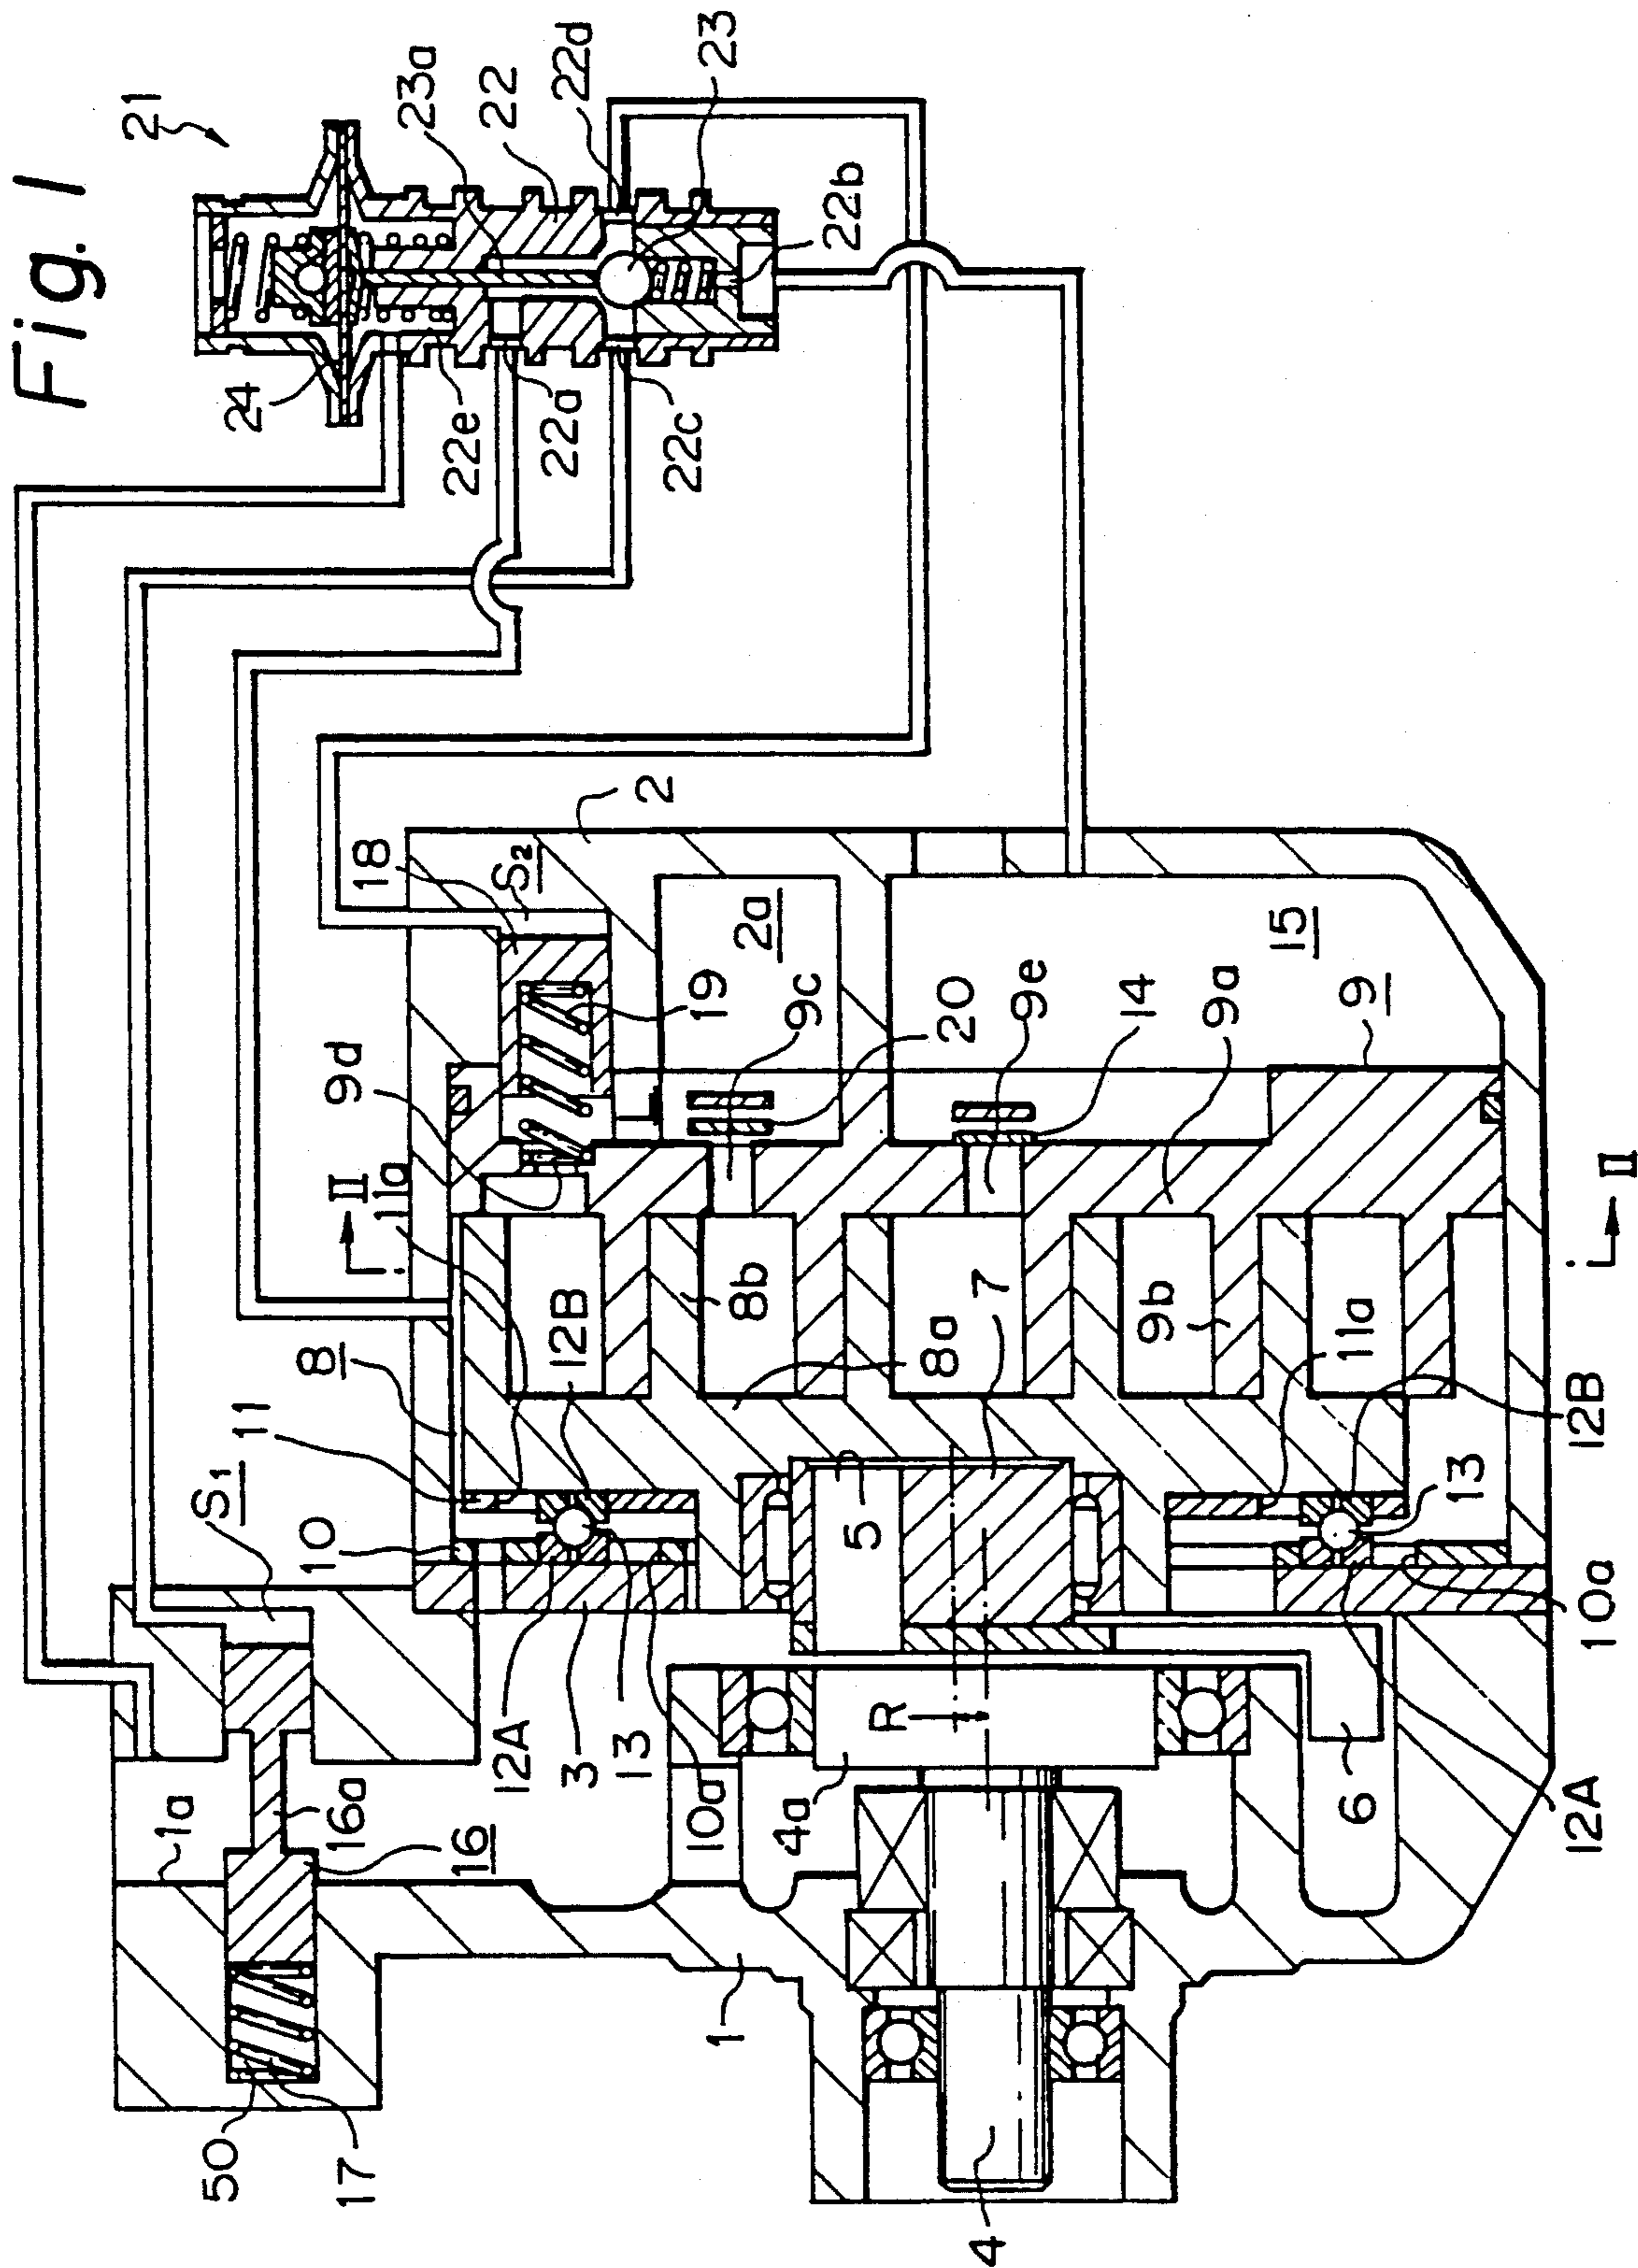 Fig. 1
21
24
23a
22
22d
23
22e
22a
22c
22b
S₁
8
11
10
II
11a
9d
18
S₂
2
19
2a
9c
20
9e
14
15
9a
9
12B
8b
8a
7
9b
11a
II
5
12B
13
10a
12A
1a
16a
16
12A
3
13
10a
4a
R
6
50
17
1
4